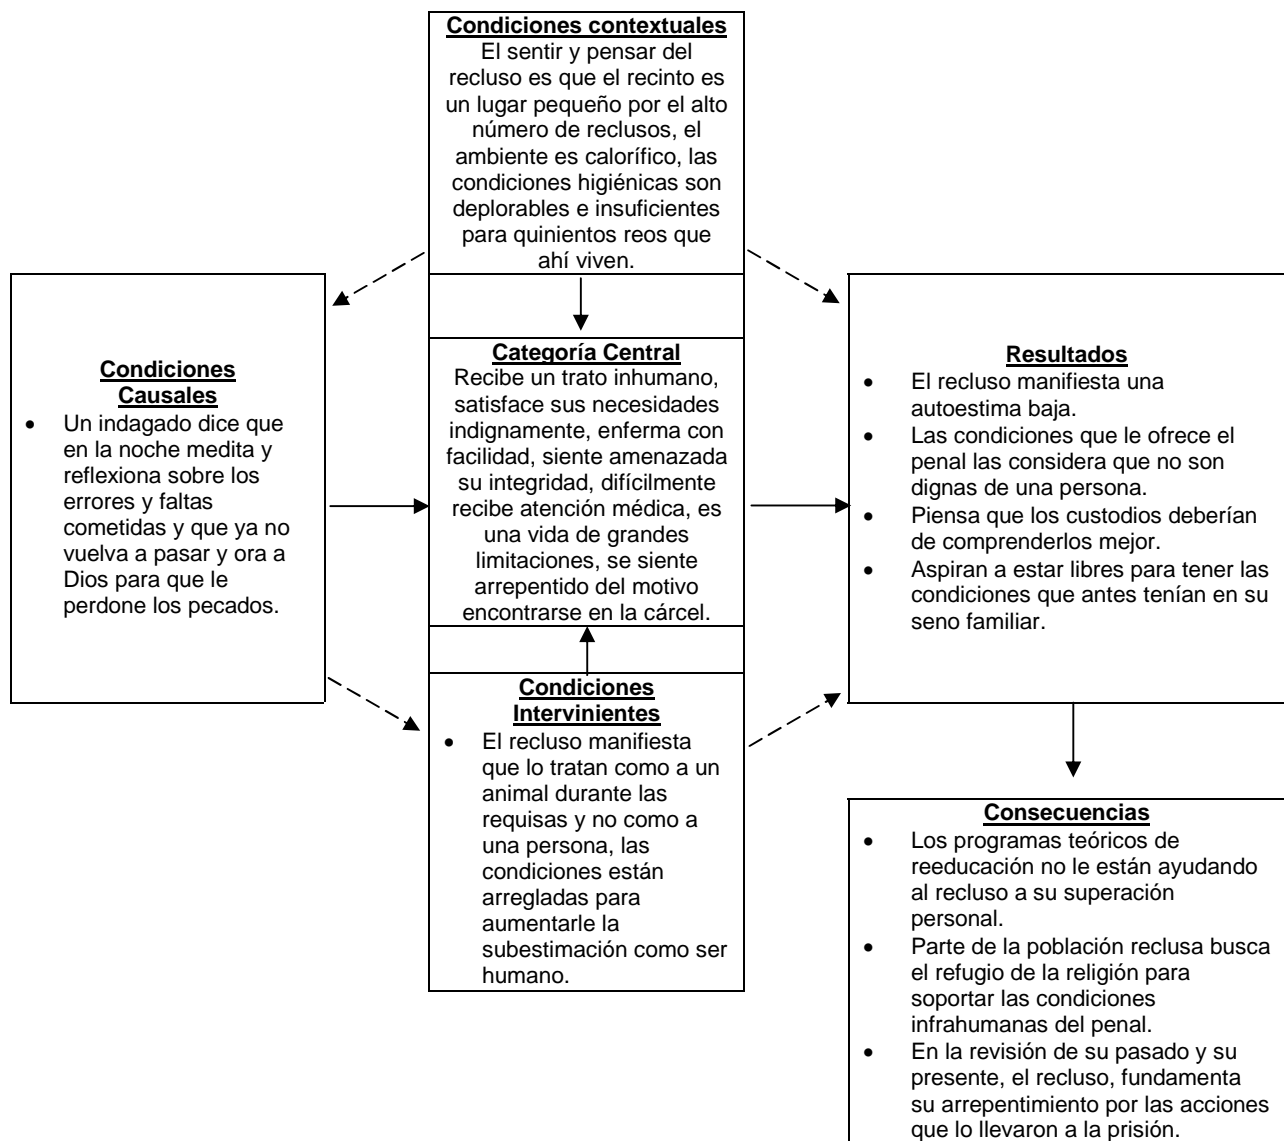 Condiciones contextuales
El sentir y pensar del
recluso es que el recinto es
un lugar pequeño por el alto
número de reclusos, el
ambiente es calorífico, las
condiciones higiénicas son
deplorables e insuficientes
para quinientos reos que
ahí viven.
Condiciones
Causales
• Un indagado dice que
en la noche medita y
reflexiona sobre los
errores y faltas
cometidas y que ya no
vuelva a pasar y ora a
Dios para que le
perdone los pecados.
Categoría Central
Recibe un trato inhumano,
satisface sus necesidades
indignamente, enferma con
facilidad, siente amenazada
su integridad, difícilmente
recibe atención médica, es
una vida de grandes
limitaciones, se siente
arrepentido del motivo
encontrarse en la cárcel.
Resultados
• El recluso manifiesta una
autoestima baja.
• Las condiciones que le ofrece el
penal las considera que no son
dignas de una persona.
• Piensa que los custodios deberían
de comprenderlos mejor.
• Aspiran a estar libres para tener las
condiciones que antes tenían en su
seno familiar.
Condiciones
Intervinientes
• El recluso manifiesta
que lo tratan como a un
animal durante las
requisas y no como a
una persona, las
condiciones están
arregladas para
aumentarle la
subestimación como ser
humano.
Consecuencias
• Los programas teóricos de
reeducación no le están ayudando
al recluso a su superación
personal.
• Parte de la población reclusa busca
el refugio de la religión para
soportar las condiciones
infrahumanas del penal.
• En la revisión de su pasado y su
presente, el recluso, fundamenta
su arrepentimiento por las acciones
que lo llevaron a la prisión.